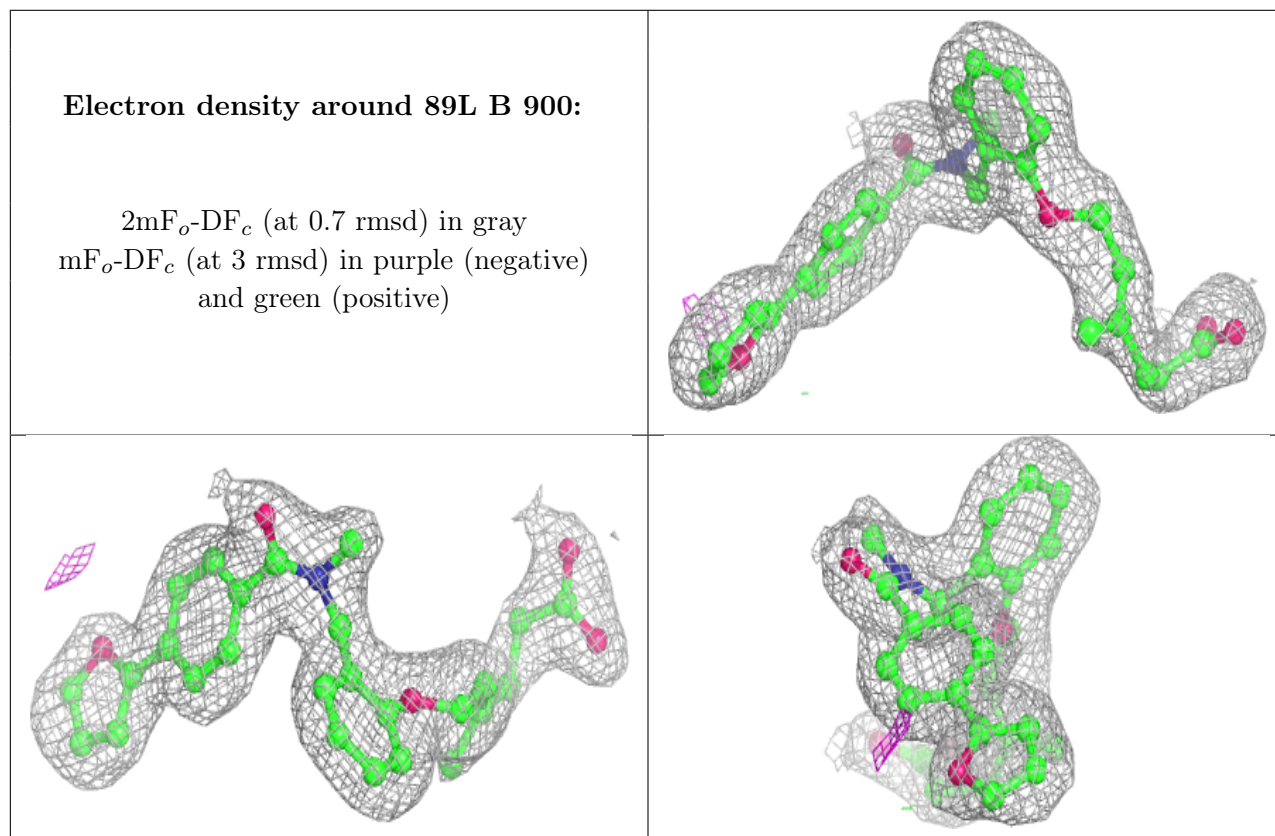 Electron density around 89L B 900:
2mFₒ-DF𝒸 (at 0.7 rmsd) in gray
mFₒ-DF𝒸 (at 3 rmsd) in purple (negative)
and green (positive)